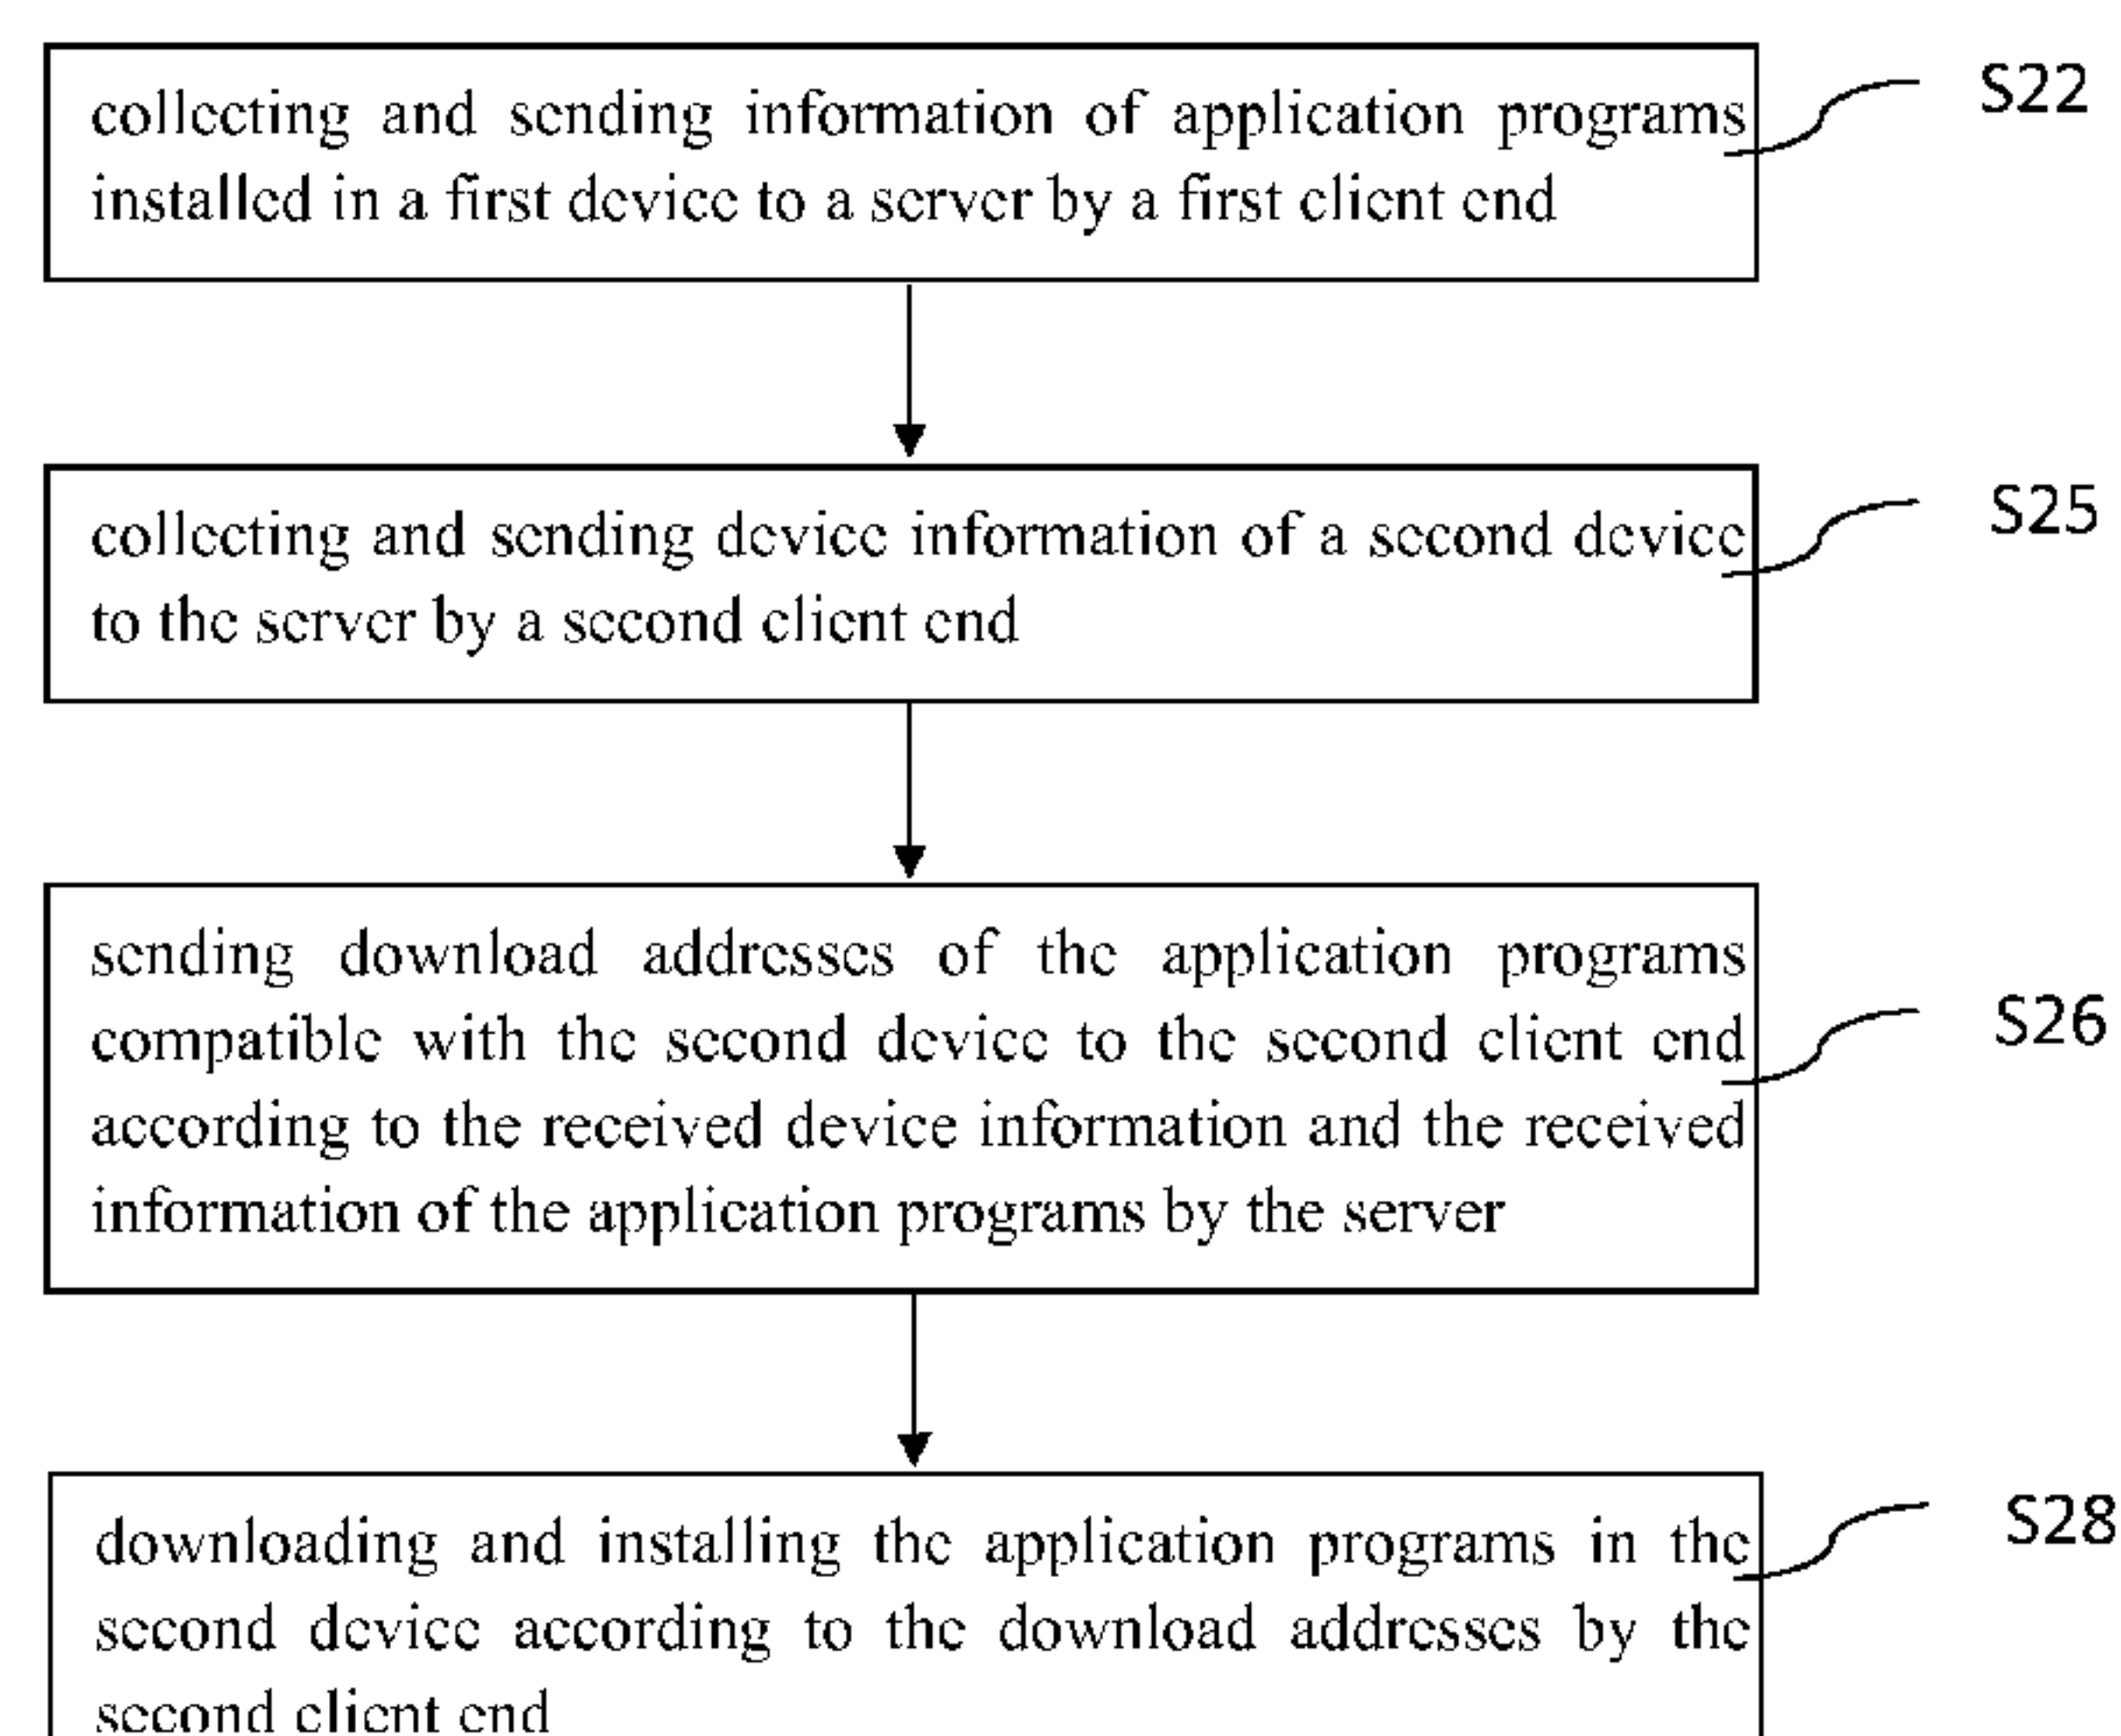 collecting and sending information of application programs
installed in a first device to a server by a first client end
S22
collecting and sending device information of a second device
to the server by a second client end
S25
sending download addresses of the application programs
compatible with the second device to the second client end
according to the received device information and the received
information of the application programs by the server
S26
downloading and installing the application programs in the
second device according to the download addresses by the
second client end
S28